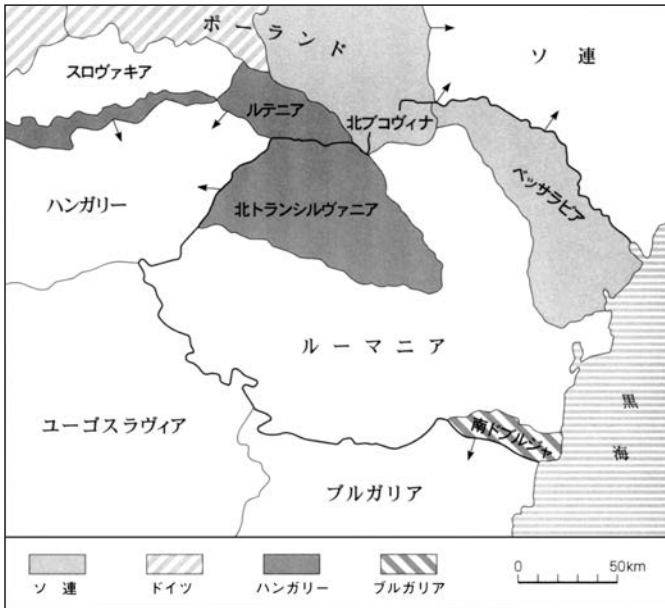 ポーランド
ソ連
スロヴァキア
ルテニア
北ブコヴィナ
ベッサラビア
ハンガリー
北トランシルヴァニア
ルーマニア
黒海
ユーゴスラヴィア
南ドブルジャ
ブルガリア
ソ連
ドイツ
ハンガリー
ブルガリア
0 50km